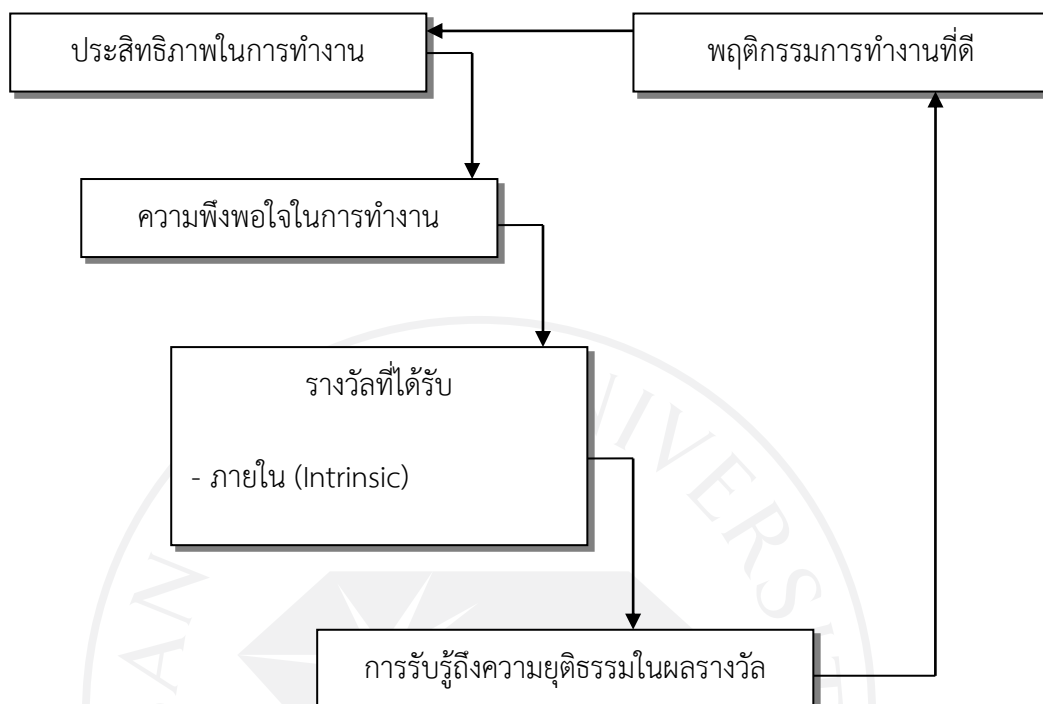 ประสิทธิภาพในการทำงาน
พฤติกรรมการทำงานที่ดี
ความพึงพอใจในการทำงาน
รางวัลที่ได้รับ
- ภายใน (Intrinsic)
การรับรู้ถึงความยุติธรรมในผลรางวัล